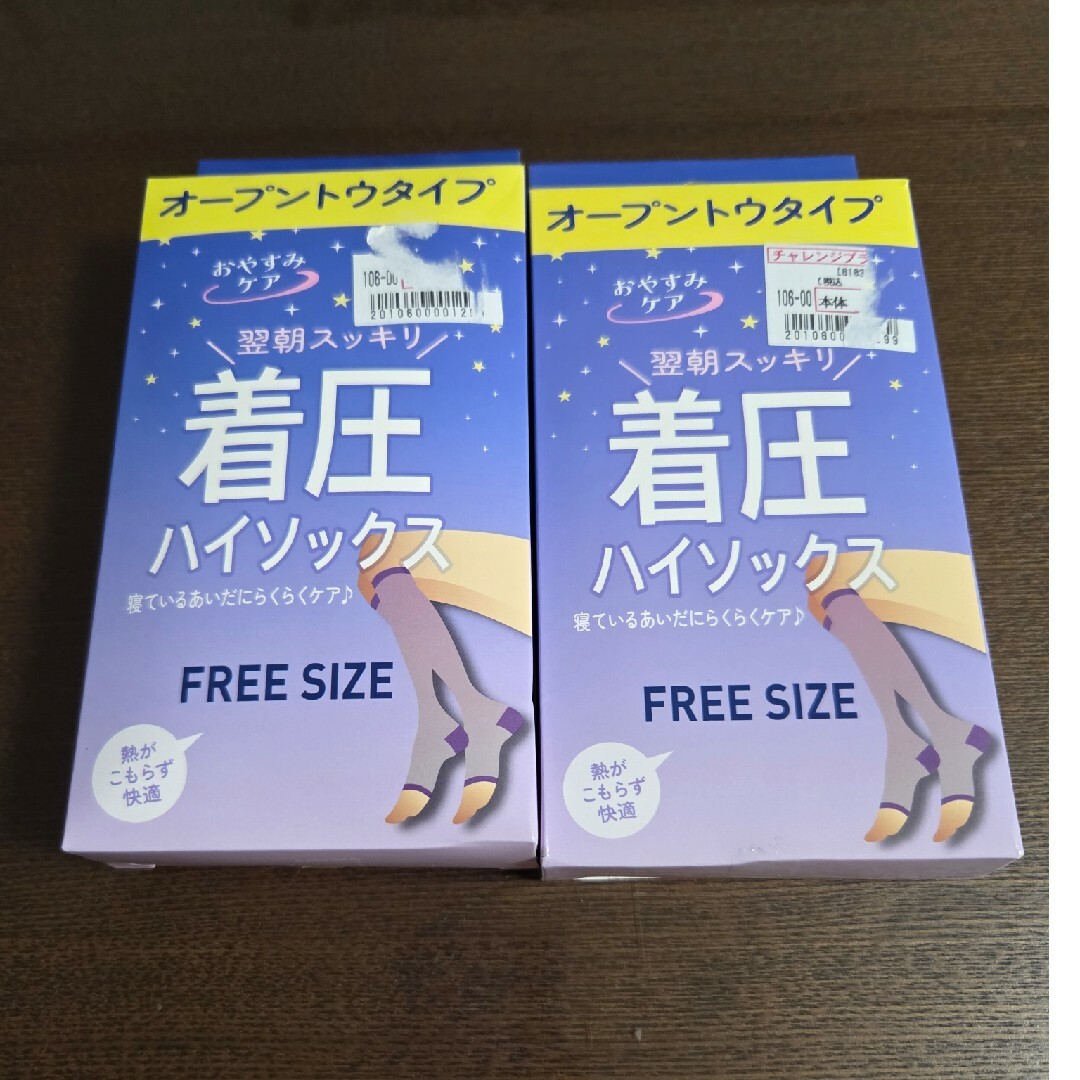 オープントウタイプ
おやすみ
ケア
106-00
翌朝スッキリ
着圧
ハイソックス
寝ているあいだにらくらくケア♪
FREE SIZE
熱が
こもらず
快適
オープントウタイプ
おやすみ
ケア
チャレンジプラ
106-00 本体
翌朝スッキリ
着圧
ハイソックス
寝ているあいだにらくらくケア♪
FREE SIZE
熱が
こもらず
快適